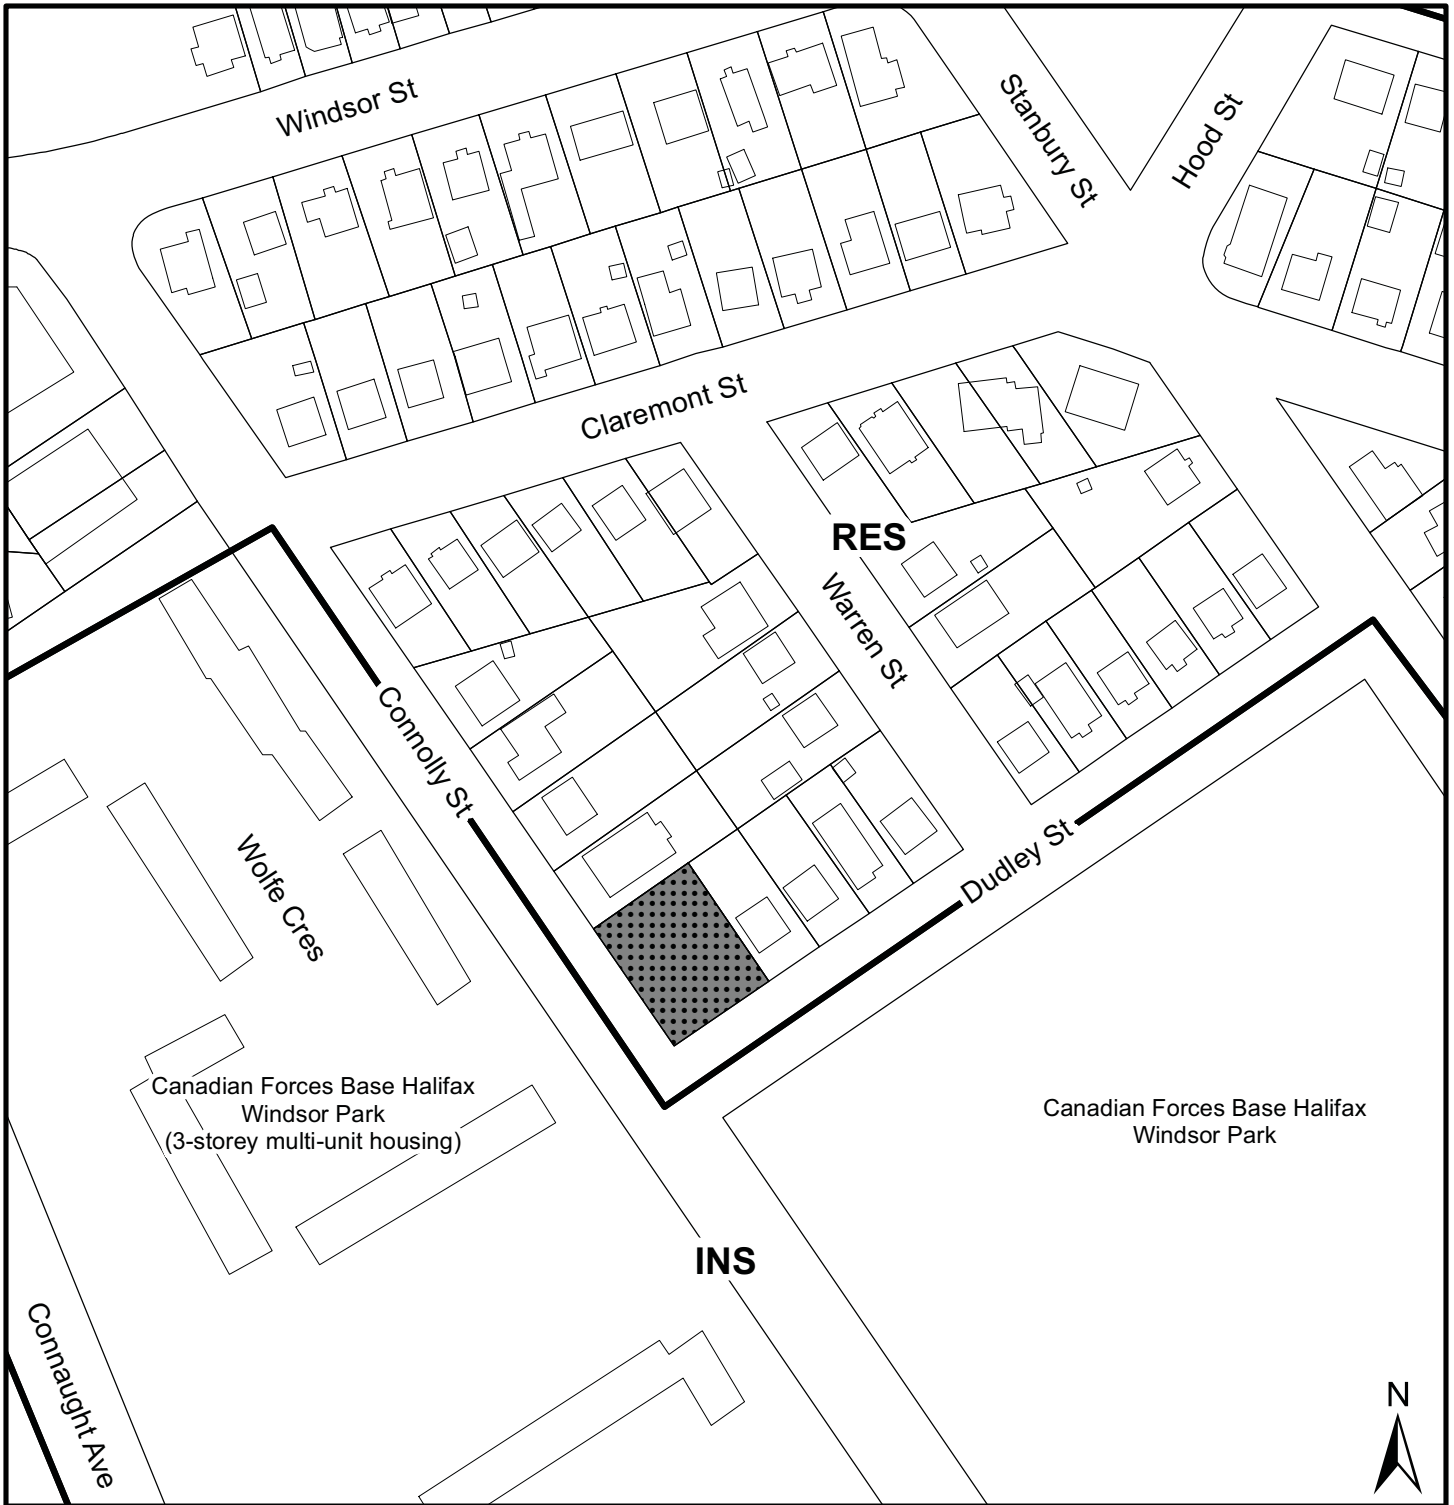 Windsor St
Stanbury St
Hood St
Claremont St
RES
Warren St
Connolly St
Dudley St
Wolfe Cres
Canadian Forces Base Halifax
Windsor Park
(3-storey multi-unit housing)
Canadian Forces Base Halifax
Windsor Park
INS
Connaught Ave
N